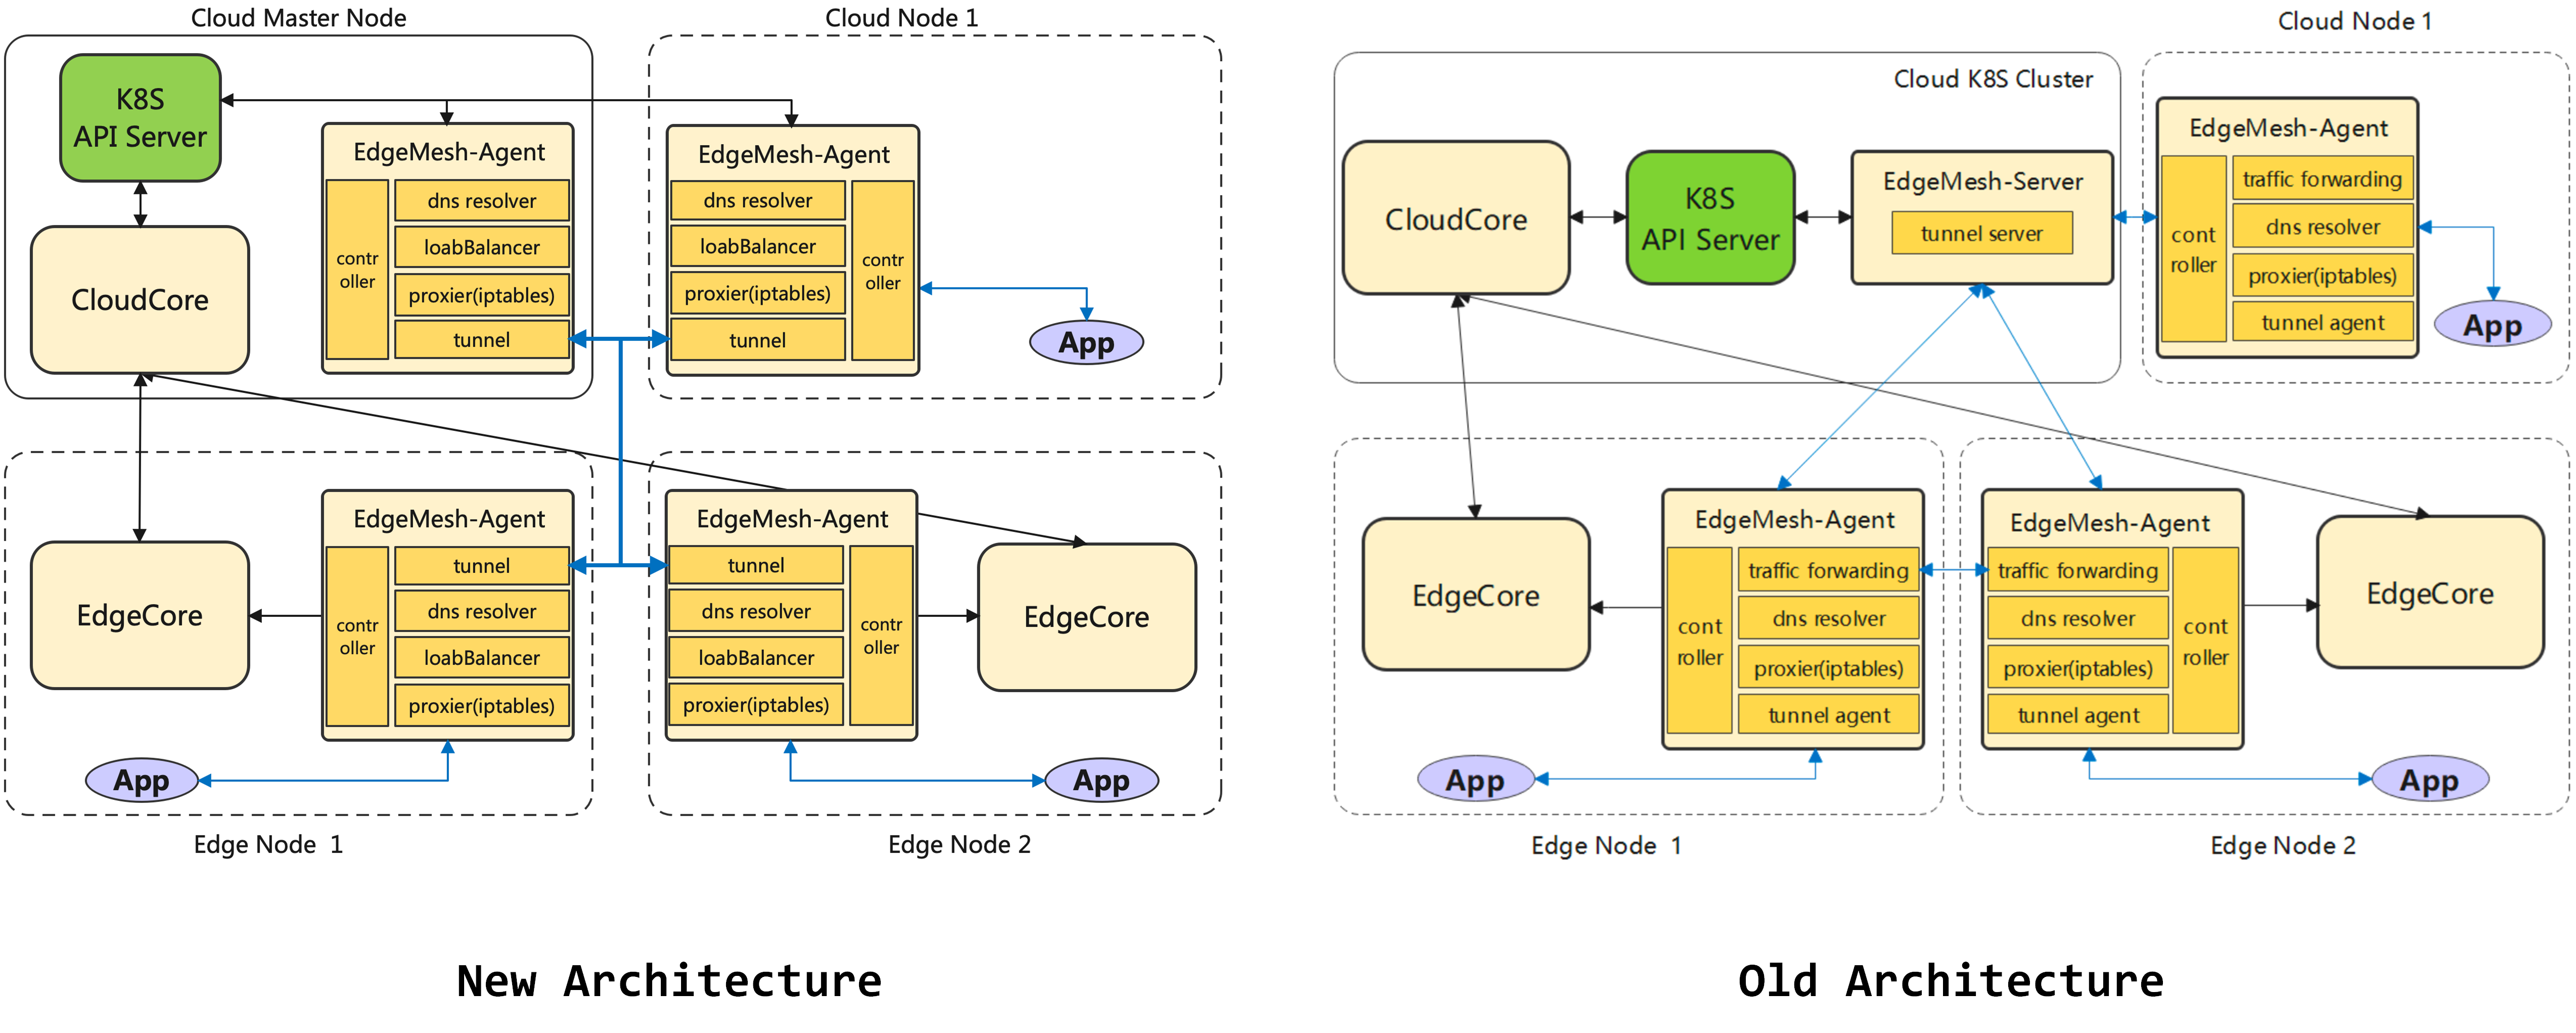 Cloud Master Node
K8S
API Server
CloudCore
EdgeMesh-Agent
contr
oller
dns resolver
loabBalancer
proxier(iptables)
tunnel
Cloud Node 1
EdgeMesh-Agent
dns resolver
loabBalancer
proxier(iptables)
tunnel
contr
oller
App
EdgeCore
EdgeMesh-Agent
contr
oller
tunnel
dns resolver
loabBalancer
proxier(iptables)
App
Edge Node 1
EdgeMesh-Agent
tunnel
dns resolver
loabBalancer
proxier(iptables)
contr
oller
EdgeCore
App
Edge Node 2
New Architecture
Cloud K8S Cluster
CloudCore
K8S
API Server
EdgeMesh-Server
tunnel server
Cloud Node 1
EdgeMesh-Agent
cont
roller
traffic forwarding
dns resolver
proxier(iptables)
tunnel agent
App
EdgeCore
EdgeMesh-Agent
cont
roller
traffic forwarding
dns resolver
proxier(iptables)
tunnel agent
App
Edge Node 1
EdgeMesh-Agent
traffic forwarding
dns resolver
proxier(iptables)
tunnel agent
cont
roller
EdgeCore
App
Edge Node 2
Old Architecture